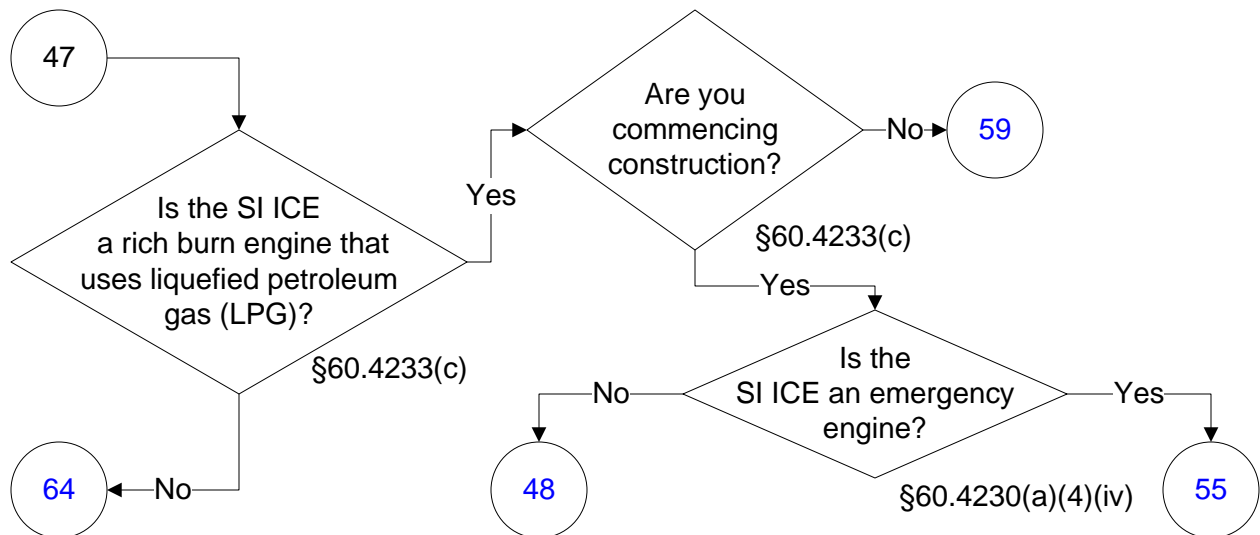 47
Is the SI ICE
a rich burn engine that
uses liquefied petroleum
gas (LPG)?
§60.4233(c)
Yes
No
64
Are you
commencing
construction?
§60.4233(c)
No
59
Yes
Is the
SI ICE an emergency
engine?
§60.4230(a)(4)(iv)
No
48
Yes
55